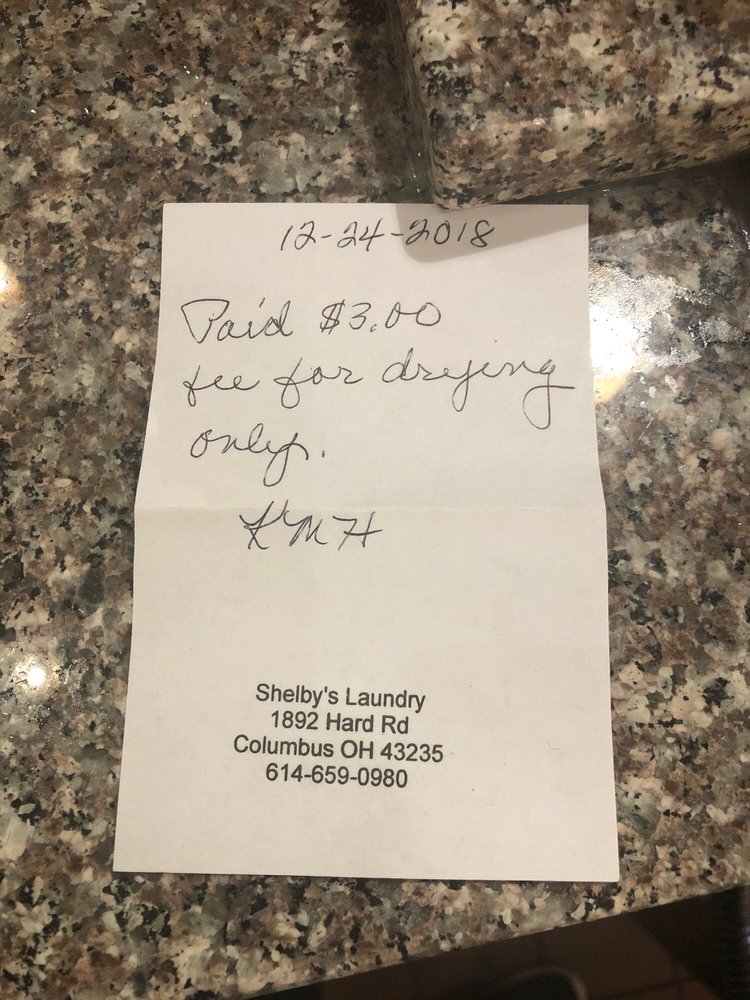 12-24-2018
Paid $3.00
fee for drying
only.
KMH
Shelby's Laundry
1892 Hard Rd
Columbus OH 43235
614-659-0980